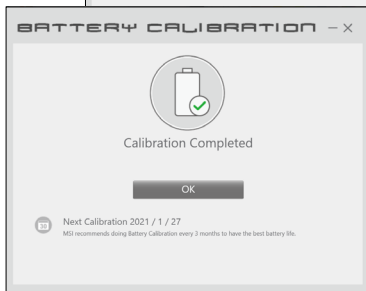 BATTERY CALIBRATION
Calibration Completed
OK
30
Next Calibration 2021 / 1 / 27
MSI recommends doing Battery Calibration every 3 months to have the best battery life.